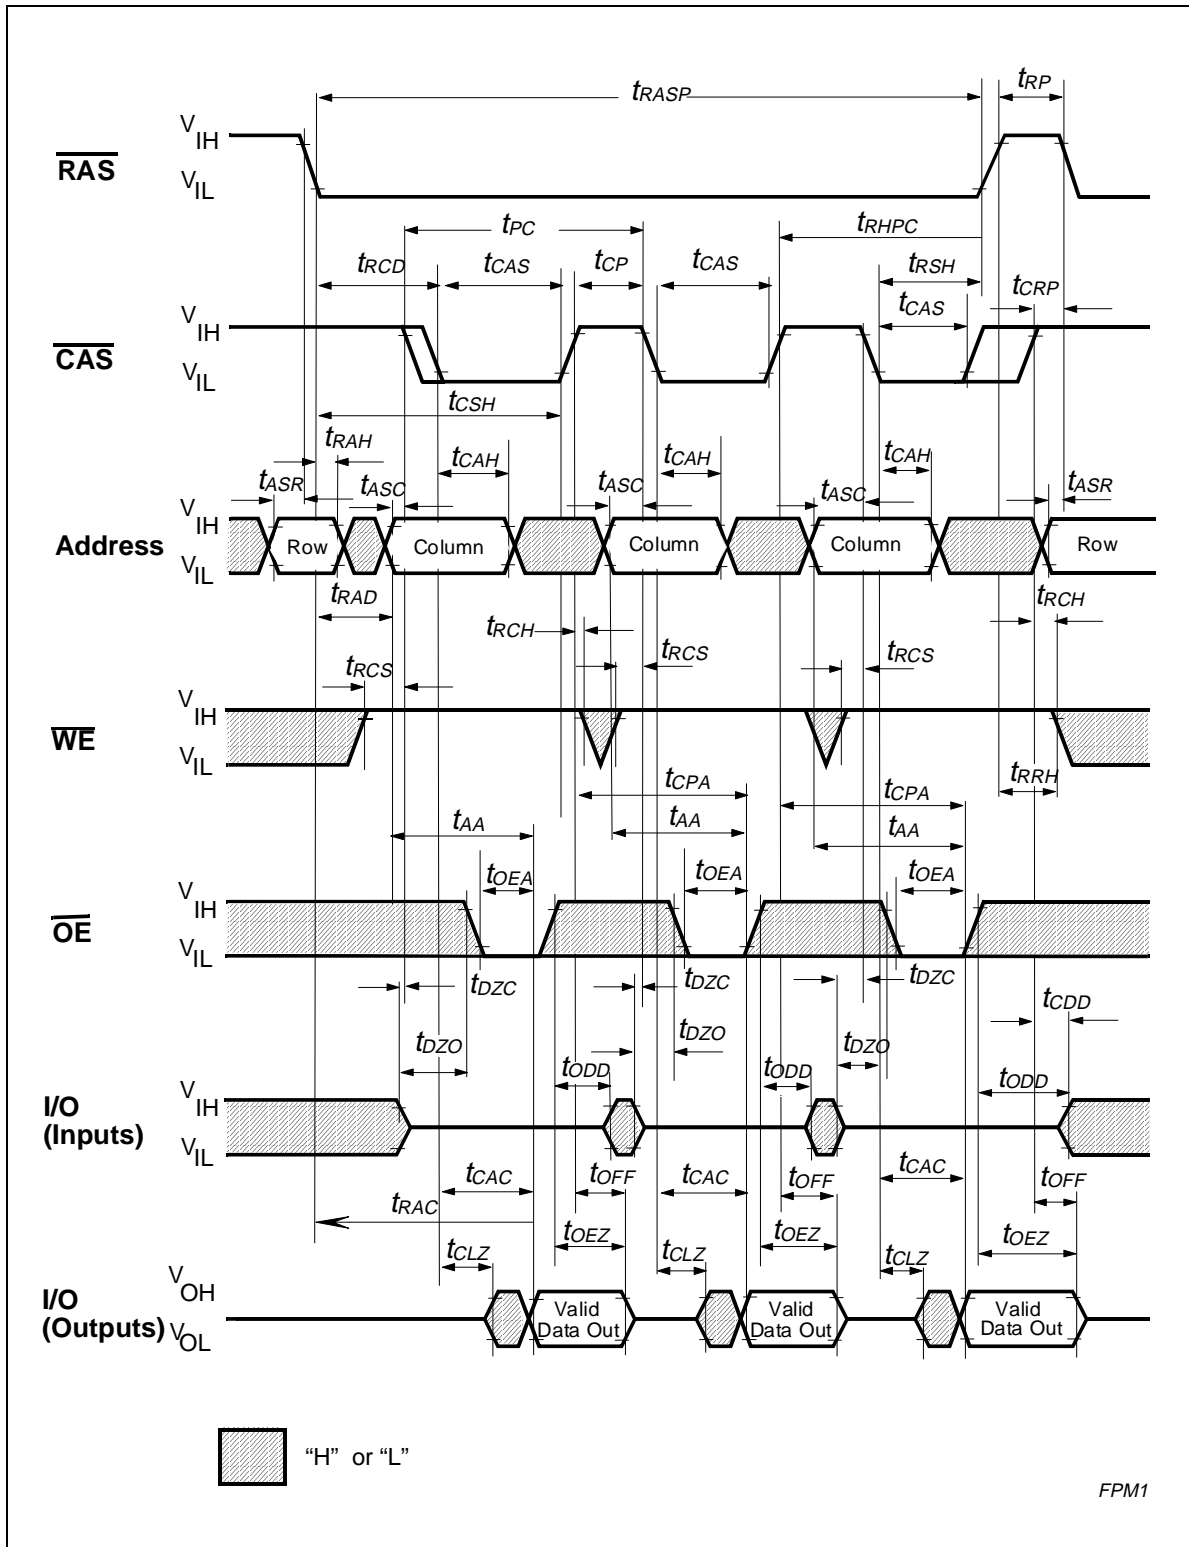 tRASP tRP
VIH
RAS
VIL
tPC tRHPC
tRCD tCAS tCP tCAS tRSH
tCRP
tCAS
VIH
CAS
VIL
tCSH
tRAH
tCAH tCAH tCAH
tASR tASC tASC tASC tASR
VIH
Address Row Column Column Column Row
VIL
tRAD tRCH
tRCH
tRCS tRCS tRCS
VIH
WE
VIL
tCPA tCPA tRRH
tAA tAA tAA
tOEA tOEA tOEA
VIH
OE
VIL
tDZC tDZC tDZC
tCDD
tDZO tDZO tDZO
tODD tODD tODD
VIH
I/O
(Inputs)
VIL
tCAC tOFF tCAC tOFF tCAC tOFF
tRAC
tOEZ tOEZ tOEZ
tCLZ tCLZ tCLZ
VOH
I/O Valid Valid Valid
(Outputs) Data Out Data Out Data Out
VOL
“H” or “L”
FPM1